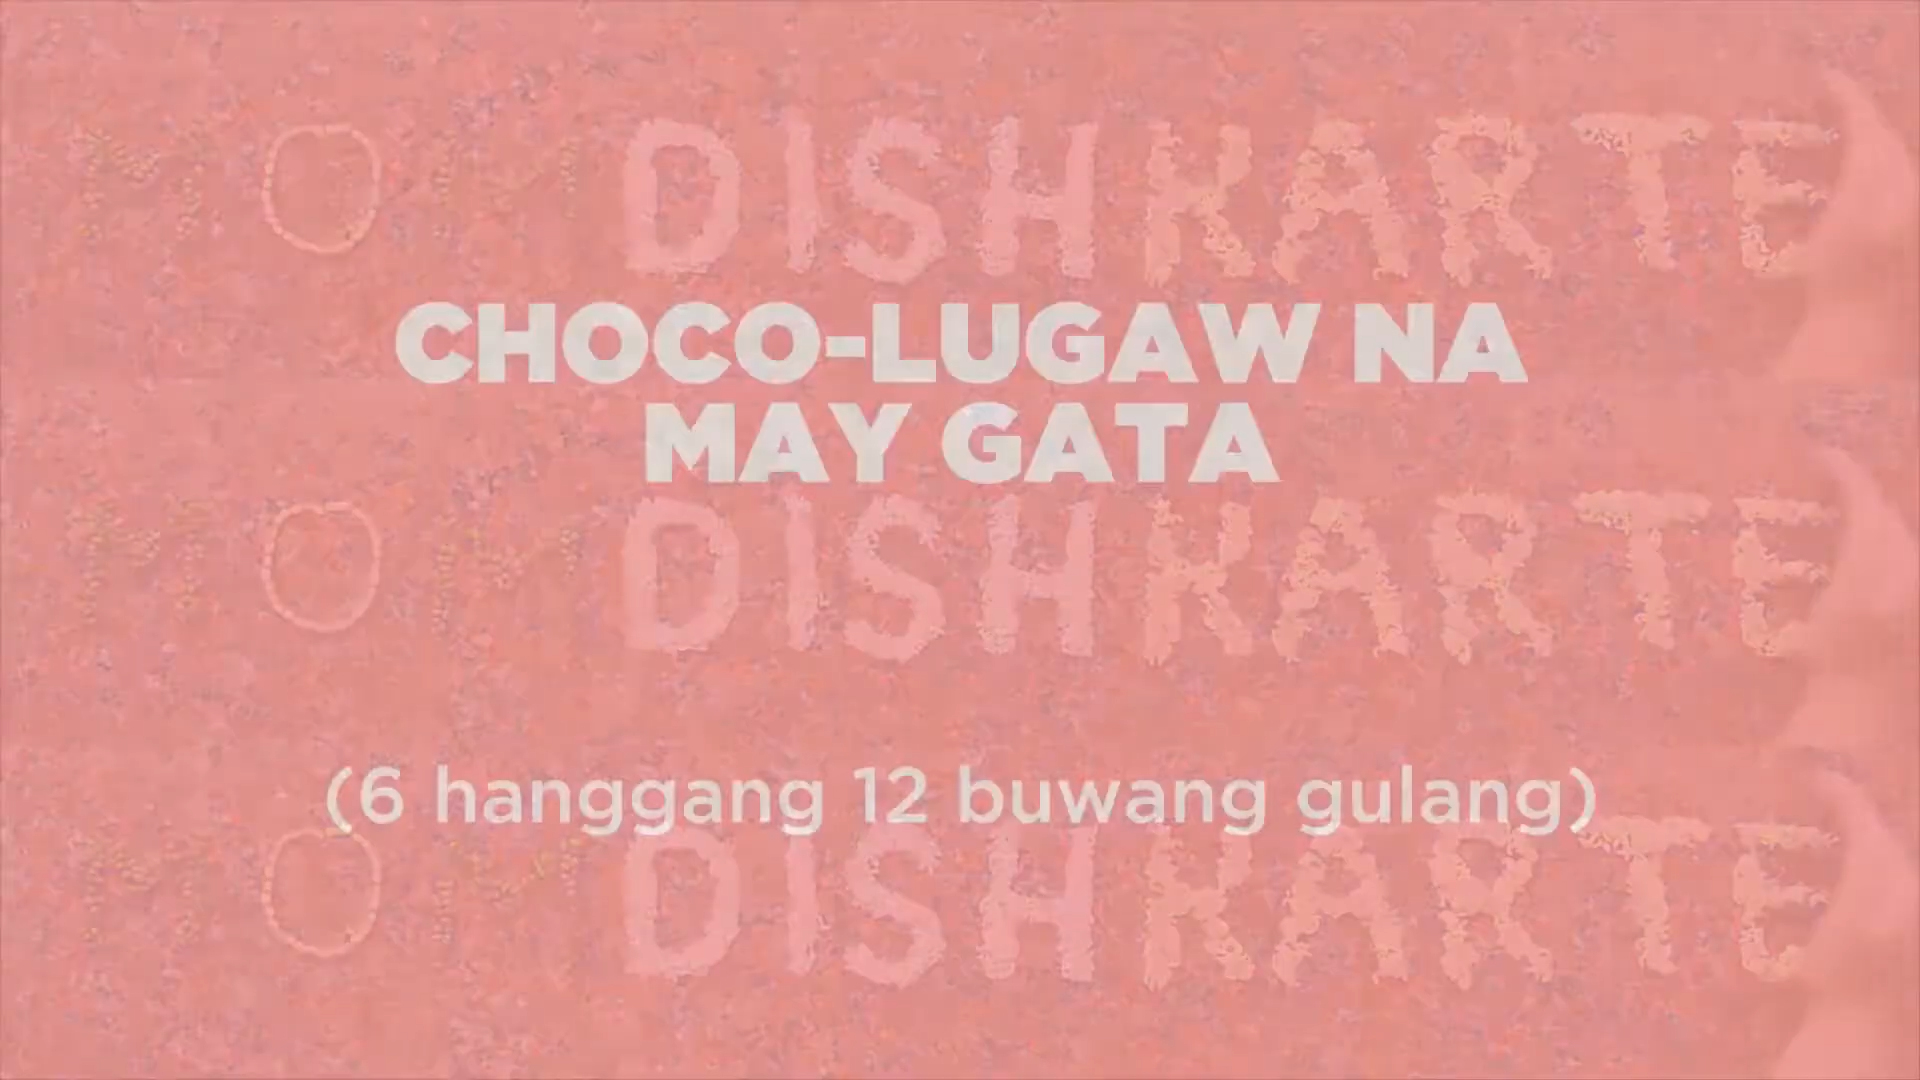 DISHKARTE
CHOCO-LUGAW NA
MAY GATA
DISHKARTE
(6 hanggang 12 buwang gulang)
DISHKARTE